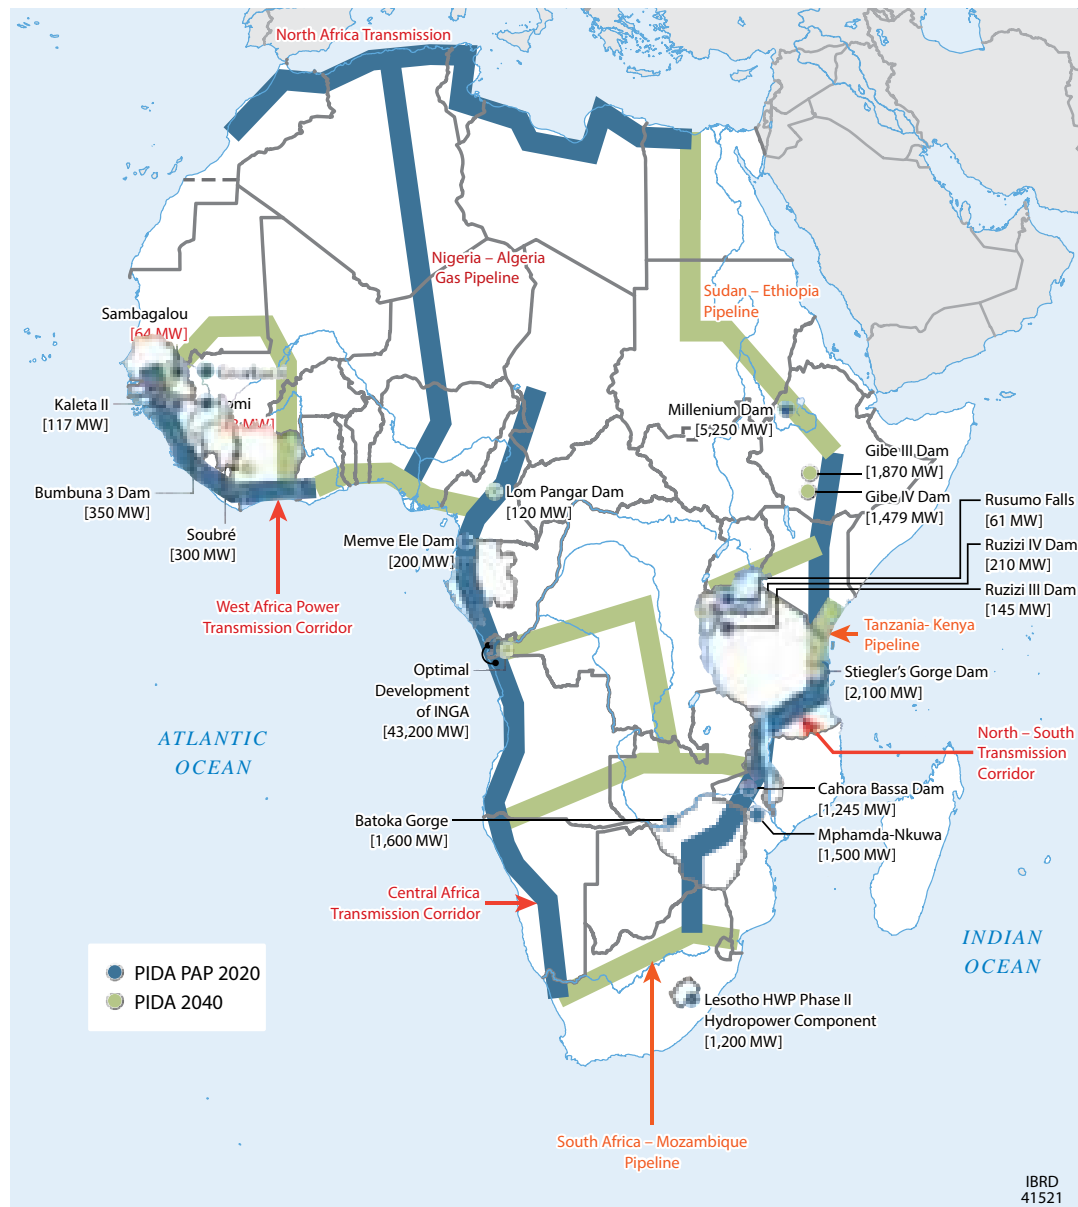 North Africa Transmission
Nigeria – Algeria
Gas Pipeline
Sudan – Ethiopia
Pipeline
Sambagalou
[64 MW]
Kaleta II
[117 MW]
Millenium Dam
[5,250 MW]
Gibe III Dam
[1,870 MW]
Gibe IV Dam
[1,479 MW]
Rusumo Falls
[61 MW]
Ruzizi IV Dam
[210 MW]
Ruzizi III Dam
[145 MW]
Bumbuna 3 Dam
[350 MW]
Soubré
[300 MW]
Lom Pangar Dam
[120 MW]
Memve Ele Dam
[200 MW]
West Africa Power
Transmission Corridor
Tanzania- Kenya
Pipeline
Optimal
Development
of INGA
[43,200 MW]
Stiegler's Gorge Dam
[2,100 MW]
ATLANTIC
OCEAN
North – South
Transmission
Corridor
Cahora Bassa Dam
[1,245 MW]
Batoka Gorge
[1,600 MW]
Mphamda-Nkuwa
[1,500 MW]
Central Africa
Transmission Corridor
INDIAN
OCEAN
PIDA PAP 2020
PIDA 2040
Lesotho HWP Phase II
Hydropower Component
[1,200 MW]
South Africa – Mozambique
Pipeline
IBRD
41521